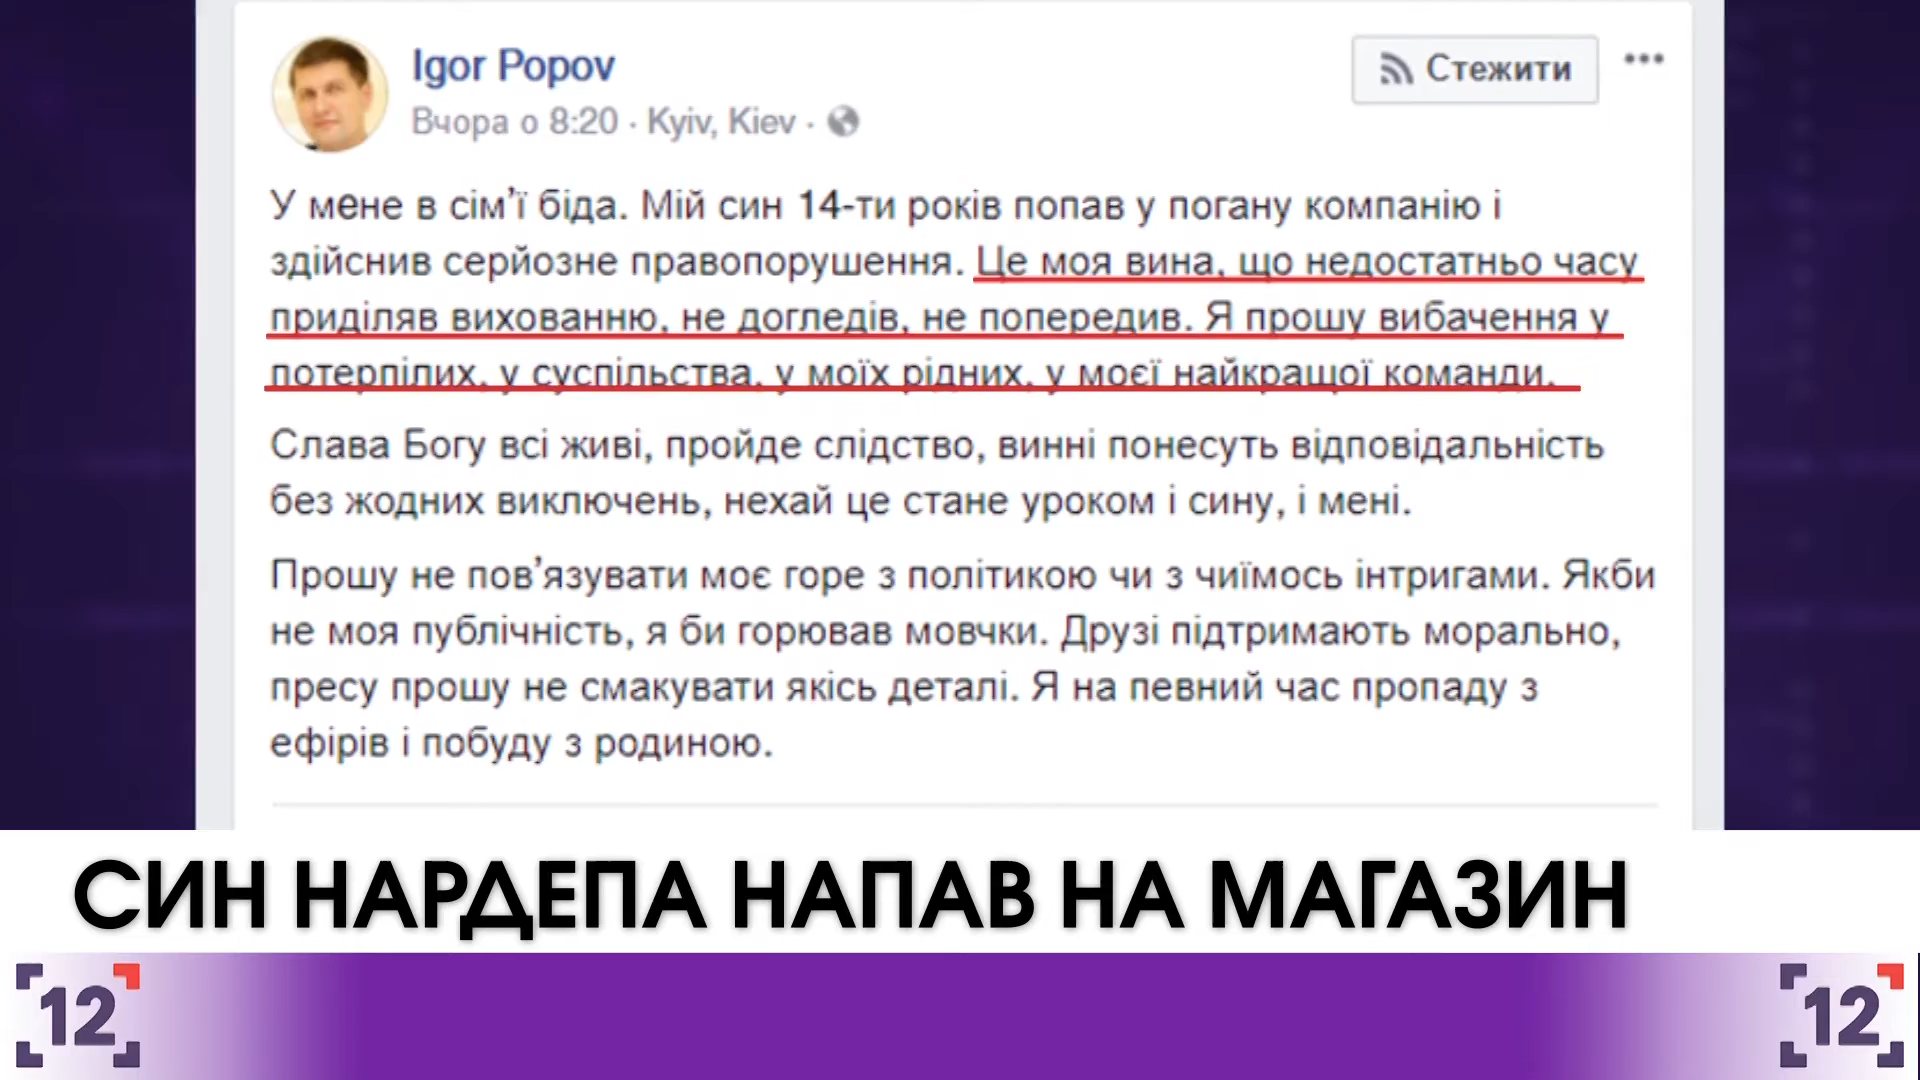 Igor Popov
Стежити
Вчора о 8:20 · Kyiv, Kiev ·
У мене в сім’ї біда. Мій син 14-ти років попав у погану компанію і
здійснив серйозне правопорушення. Це моя вина, що недостатньо часу
приділяв вихованню, не догледів, не попередив. Я прошу вибачення у
потерпілих, у суспільства, у моїх рідних, у моєї найкращої команди.
Слава Богу всі живі, пройде слідство, винні понесуть відповідальність
без жодних виключень, нехай це стане уроком і сину, і мені.
Прошу не пов’язувати моє горе з політикою чи з чиїмось інтригами. Якби
не моя публічність, я би горював мовчки. Друзі підтримають морально,
пресу прошу не смакувати якісь деталі. Я на певний час пропаду з
ефірів і побуду з родиною.
СИН НАРДЕПА НАПАВ НА МАГАЗИН
12
12